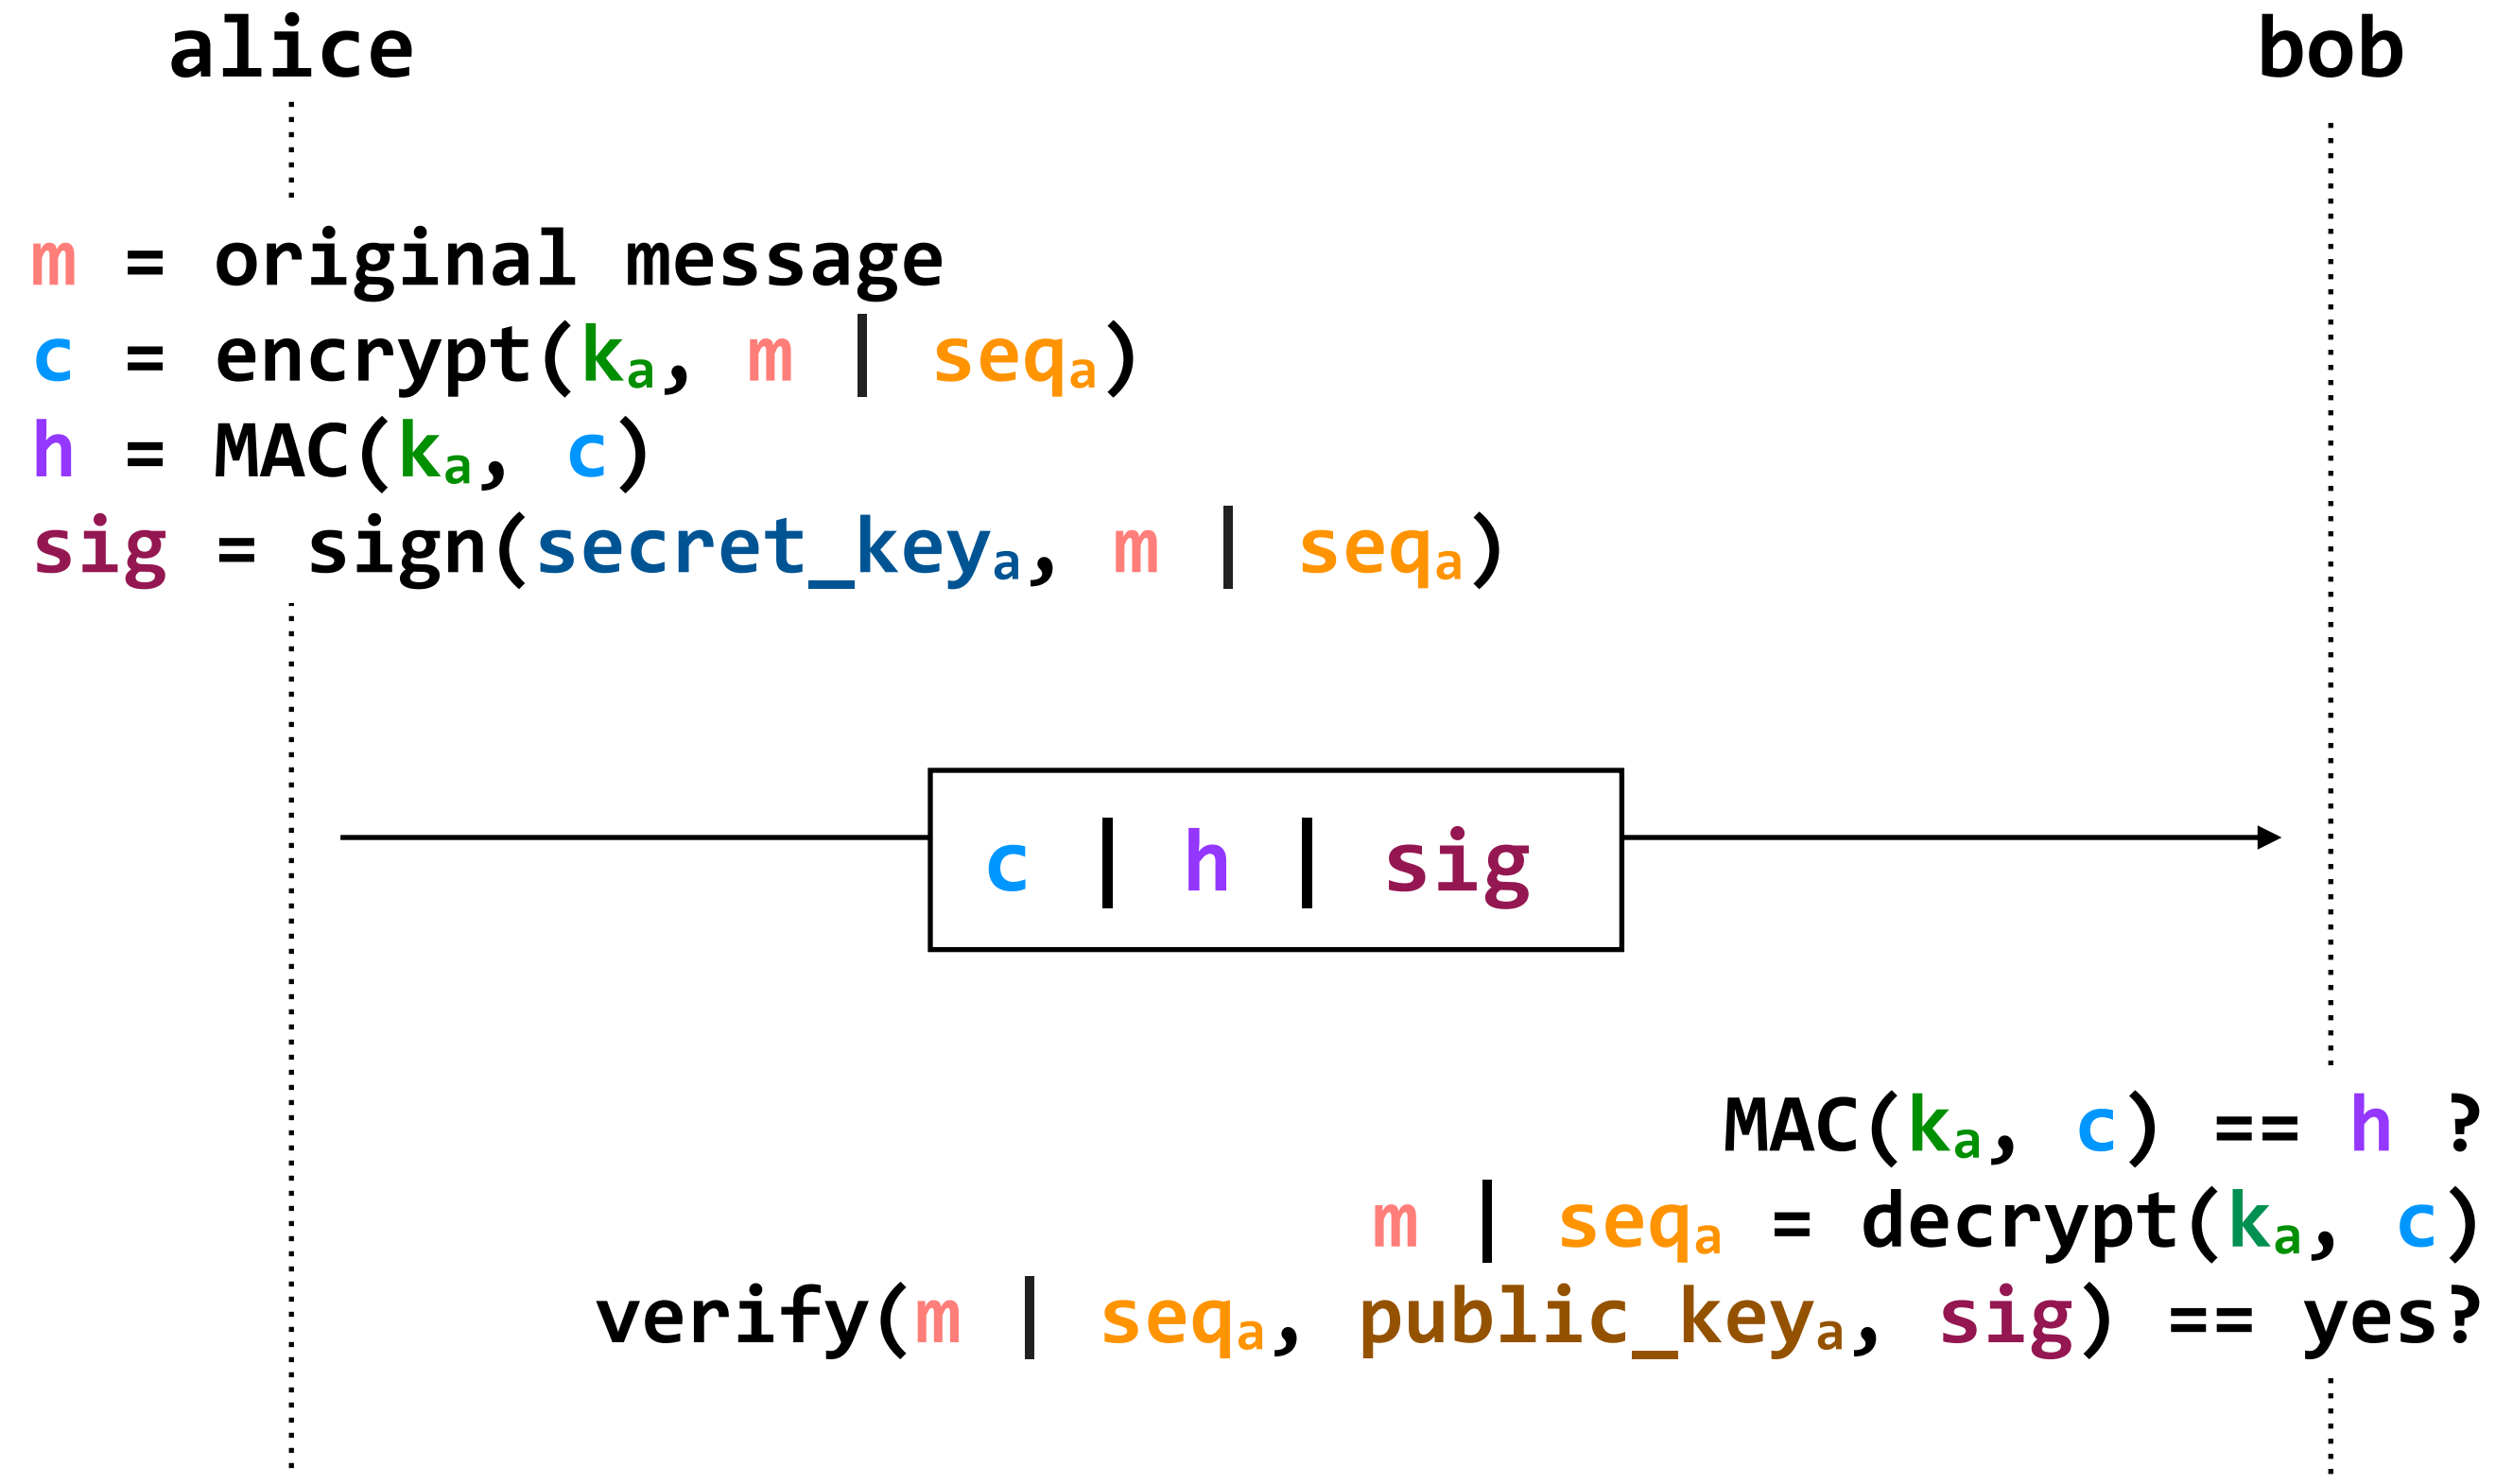 alice bob
m = original message
c = encrypt(kₐ, m | seqₐ)
h = MAC(kₐ, c)
sig = sign(secret_keyₐ, m | seqₐ)
c | h | sig
MAC(kₐ, c) == h ?
m | seqₐ = decrypt(kₐ, c)
verify(m | seqₐ, public_keyₐ, sig) == yes?